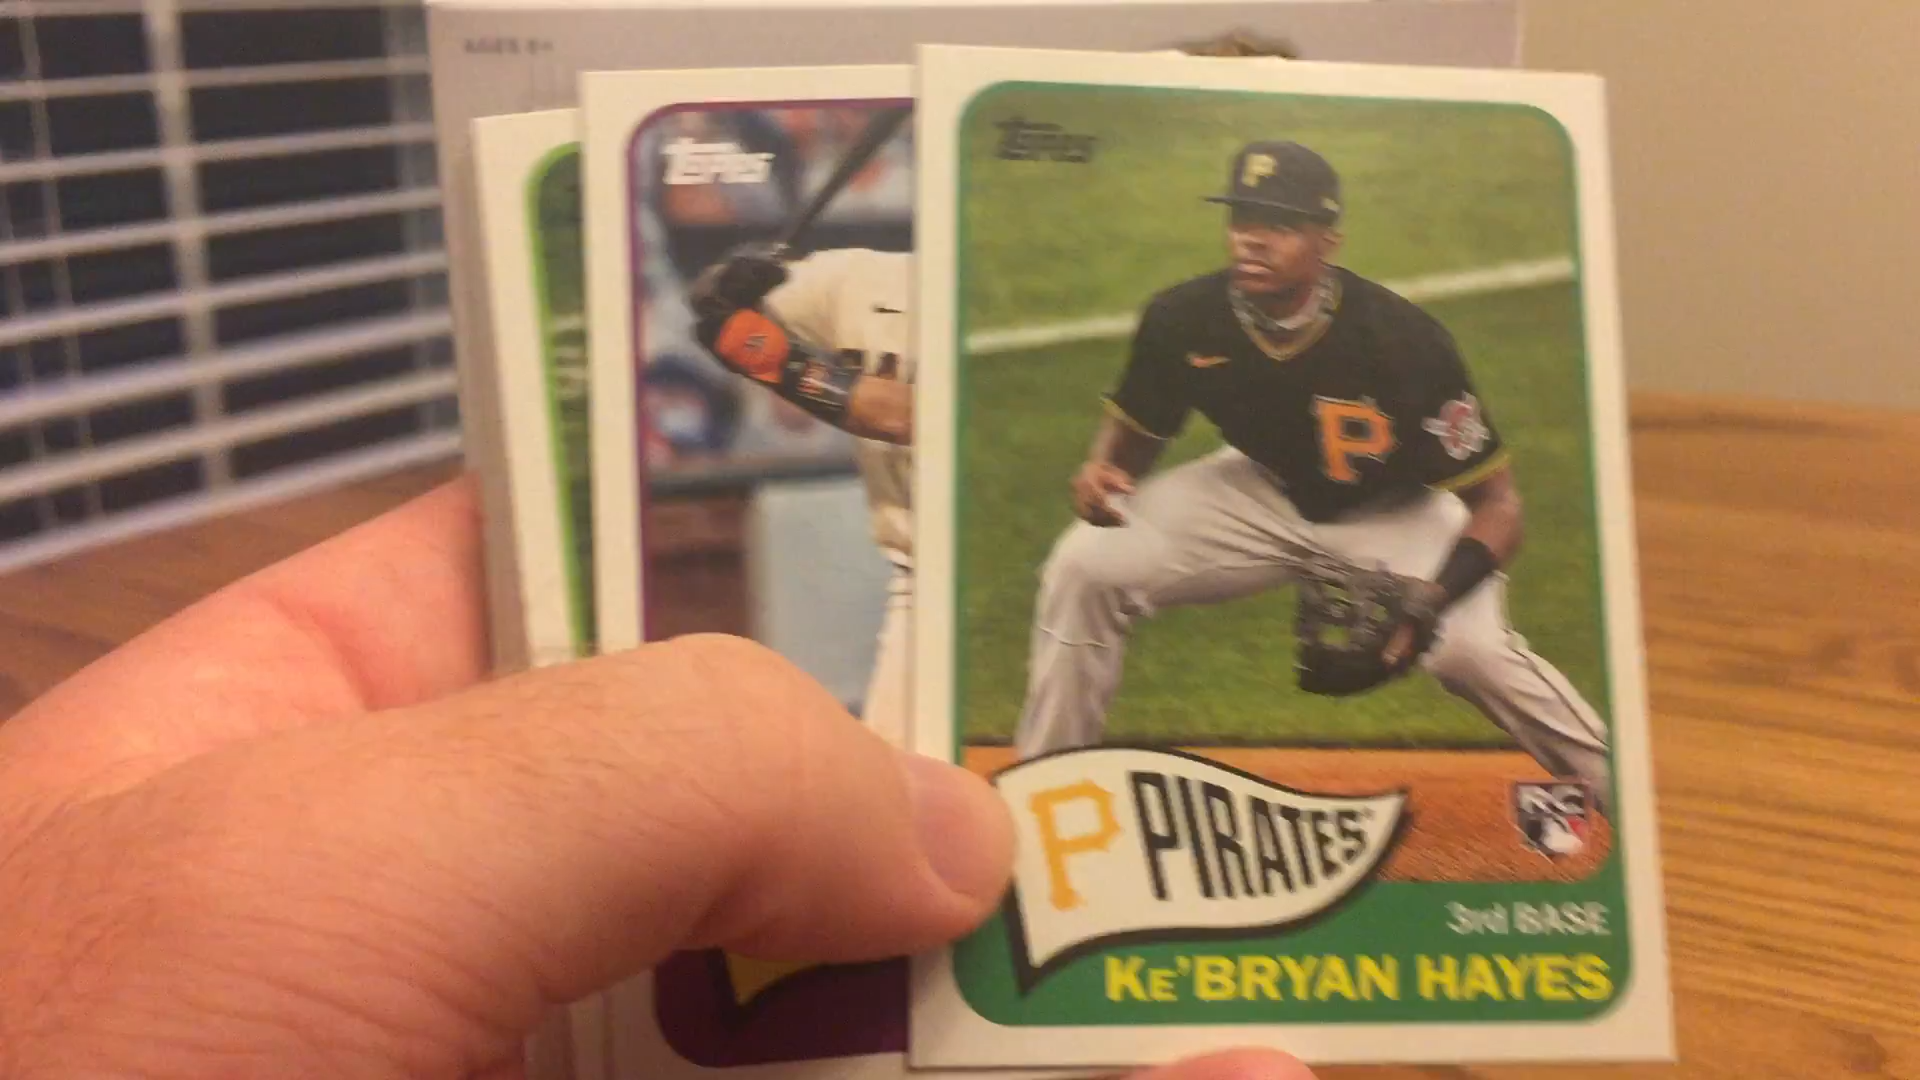 AGES 8+
Topps
Topps
P
P
P PIRATES
RC
3rd BASE
KE'BRYAN HAYES